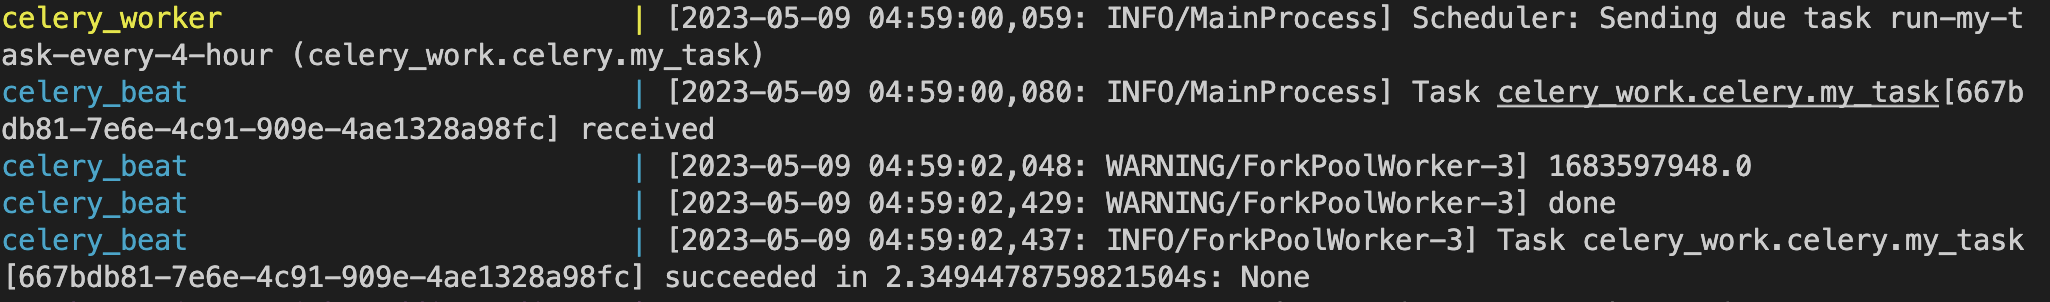 celery_worker | [2023-05-09 04:59:00,059: INFO/MainProcess] Scheduler: Sending due task run-my-t
ask-every-4-hour (celery_work.celery.my_task)
celery_beat | [2023-05-09 04:59:00,080: INFO/MainProcess] Task celery_work.celery.my_task[667b
db81-7e6e-4c91-909e-4ae1328a98fc] received
celery_beat | [2023-05-09 04:59:02,048: WARNING/ForkPoolWorker-3] 1683597948.0
celery_beat | [2023-05-09 04:59:02,429: WARNING/ForkPoolWorker-3] done
celery_beat | [2023-05-09 04:59:02,437: INFO/ForkPoolWorker-3] Task celery_work.celery.my_task
[667bdb81-7e6e-4c91-909e-4ae1328a98fc] succeeded in 2.3494478759821504s: None